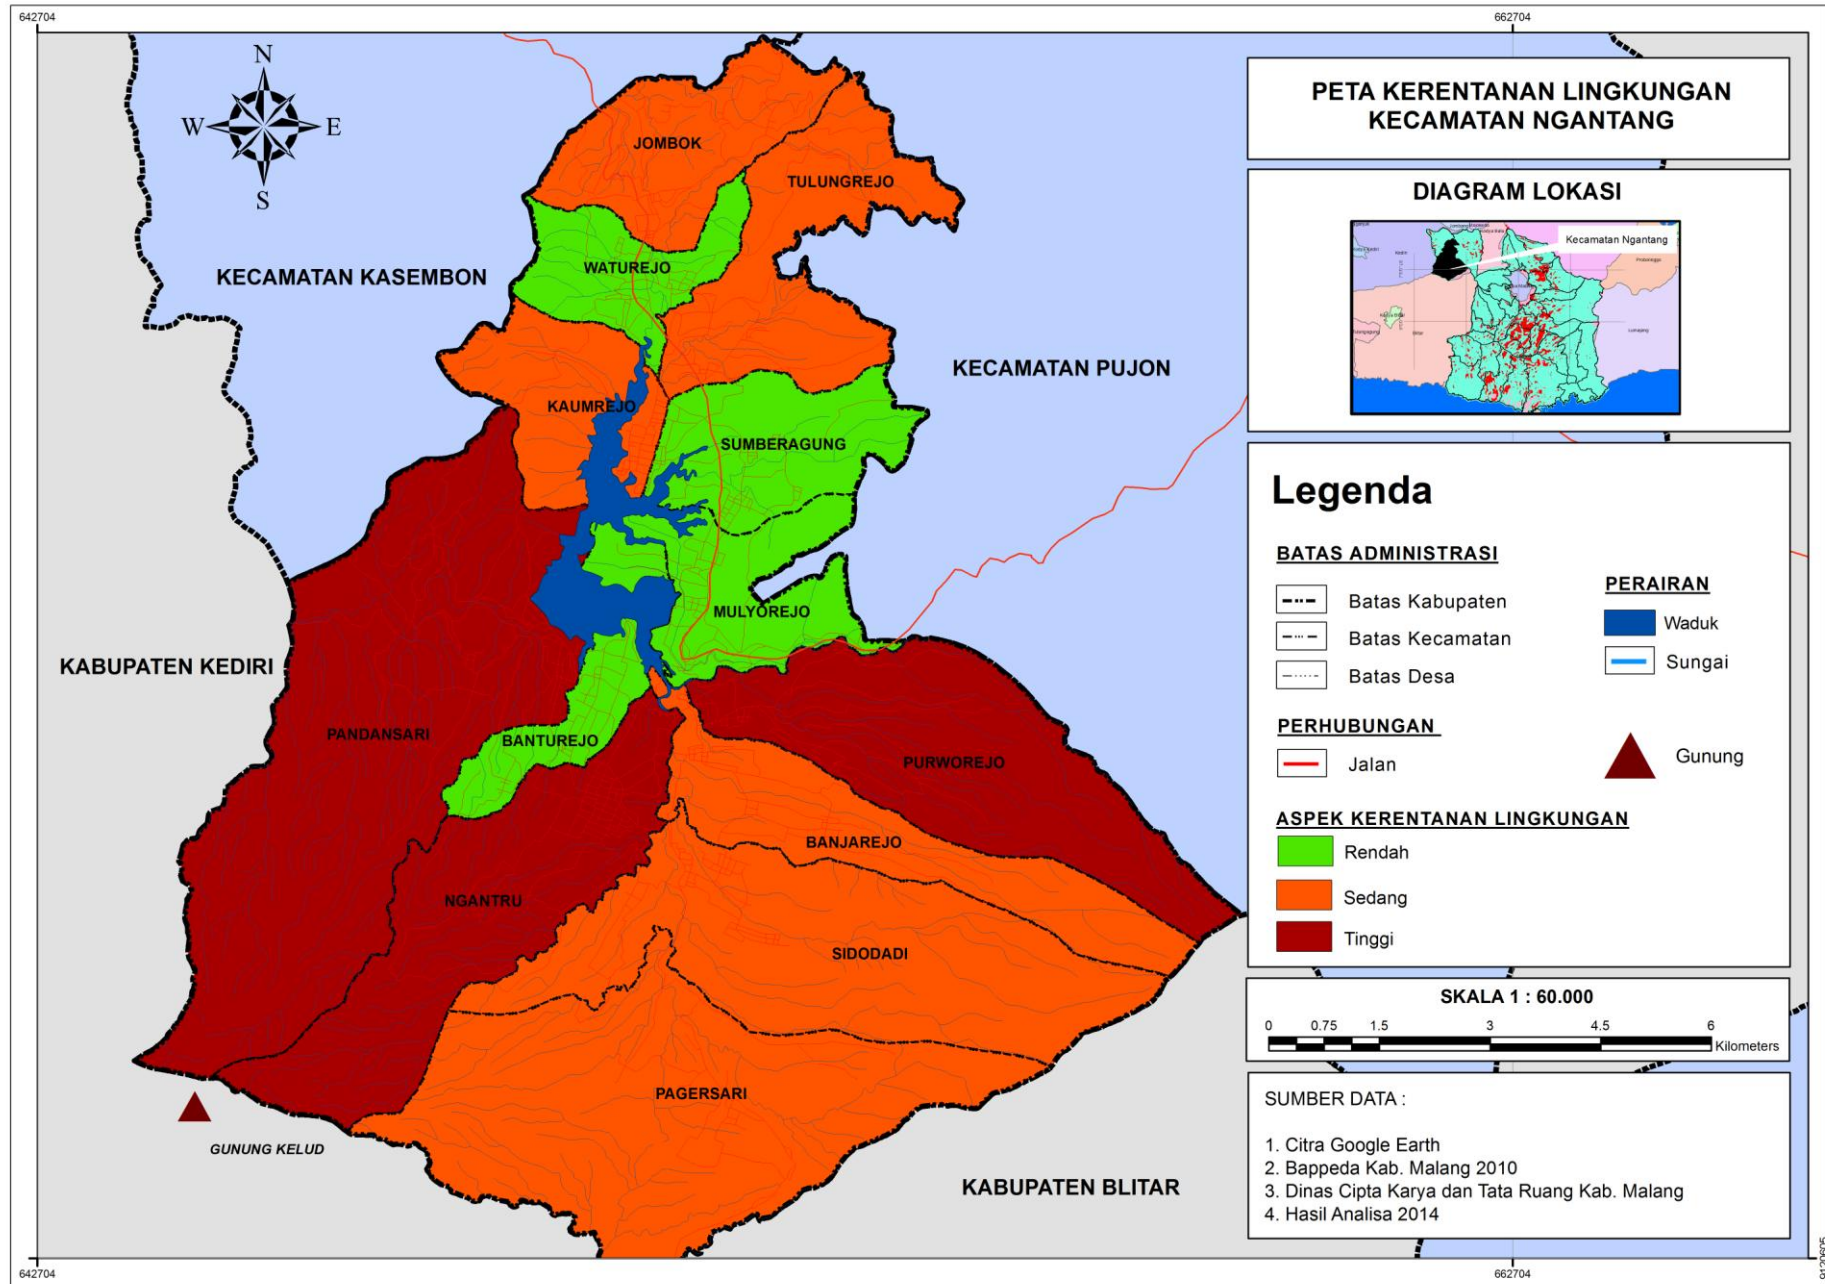 642704
662704
N
W
E
S
PETA KERENTANAN LINGKUNGAN
KECAMATAN NGANTANG
DIAGRAM LOKASI
Kecamatan Ngantang
JOMBOK
TULUNGREJO
WATUREJO
KECAMATAN KASEMBON
KECAMATAN PUJON
KAUMREJO
SUMBERAGUNG
MULYOREJO
KABUPATEN KEDIRI
PANDANSARI
BANTUREJO
PURWOREJO
BANJAREJO
NGANTRU
SIDODADI
PAGERSARI
GUNUNG KELUD
KABUPATEN BLITAR
Legenda
BATAS ADMINISTRASI
Batas Kabupaten
Batas Kecamatan
Batas Desa
PERHUBUNGAN
Jalan
PERAIRAN
Waduk
Sungai
Gunung
ASPEK KERENTANAN LINGKUNGAN
Rendah
Sedang
Tinggi
SKALA 1 : 60.000
0 0.75 1.5 3 4.5 6
Kilometers
SUMBER DATA :
1. Citra Google Earth
2. Bappeda Kab. Malang 2010
3. Dinas Cipta Karya dan Tata Ruang Kab. Malang
4. Hasil Analisa 2014
642704
662704